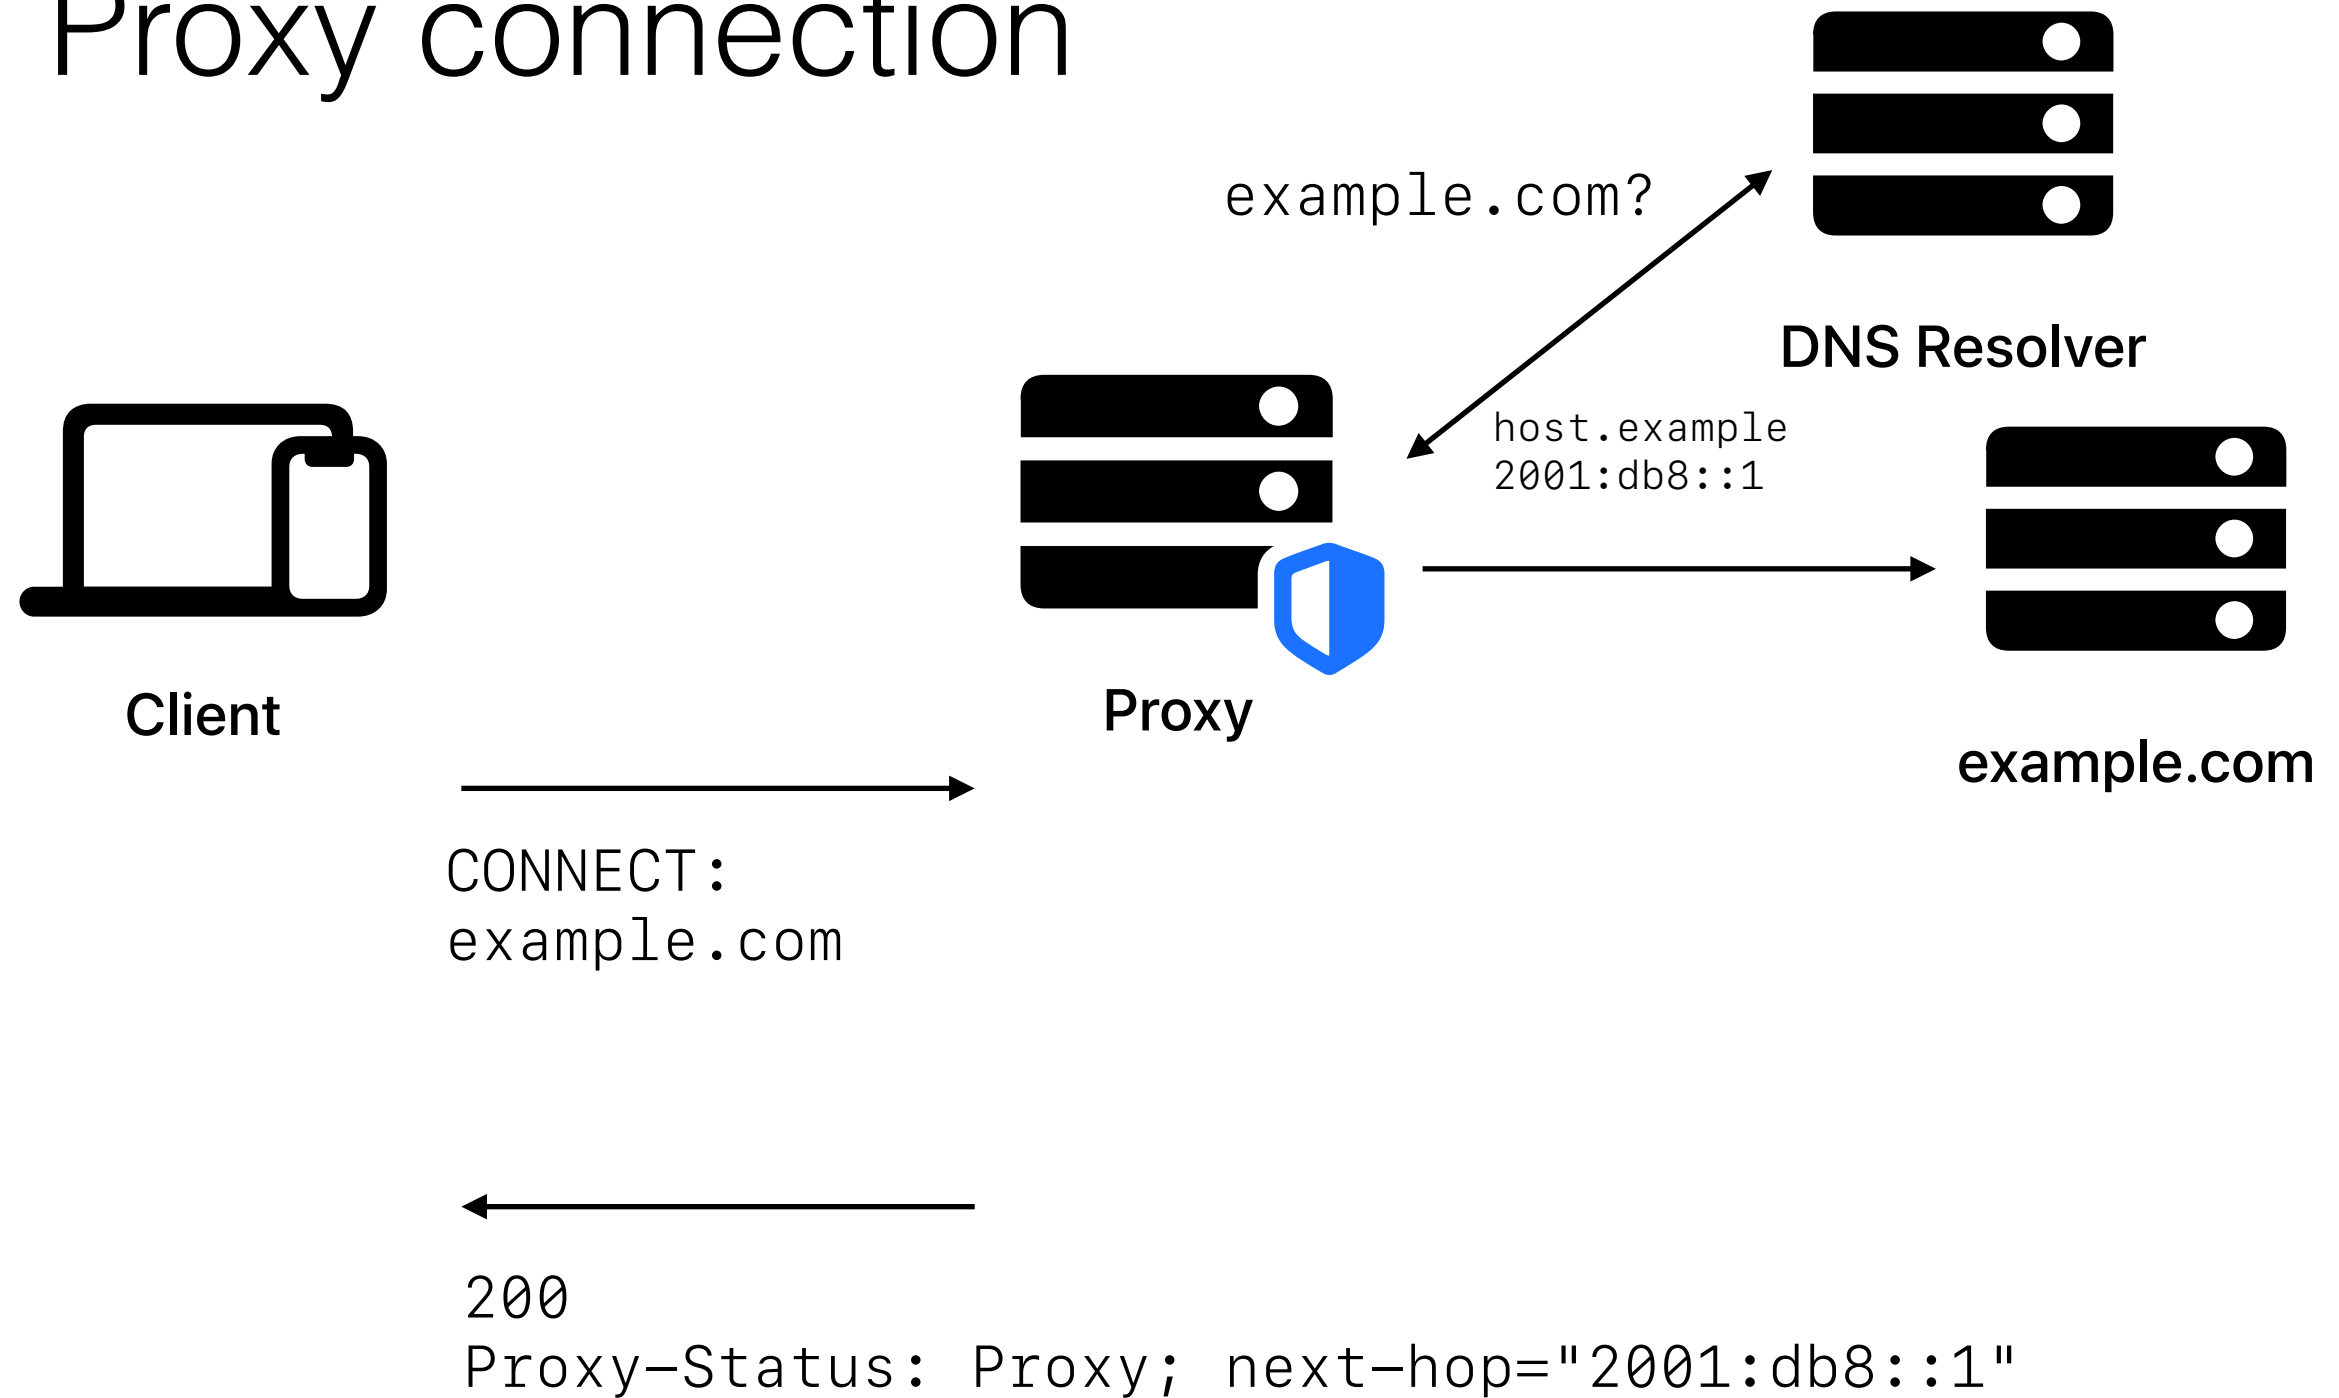 Proxy connection
example.com?
DNS Resolver
host.example
2001:db8::1
Client
Proxy
example.com
CONNECT:
example.com
200
Proxy-Status: Proxy; next-hop="2001:db8::1"